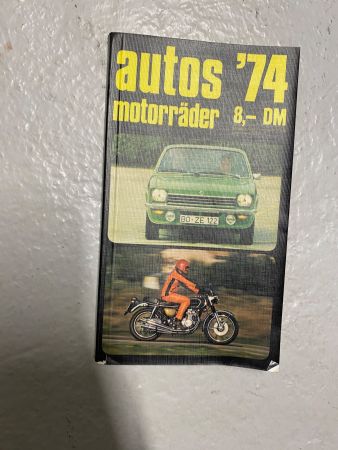 autos '74
motorräder 8,– DM
BO-ZE 122